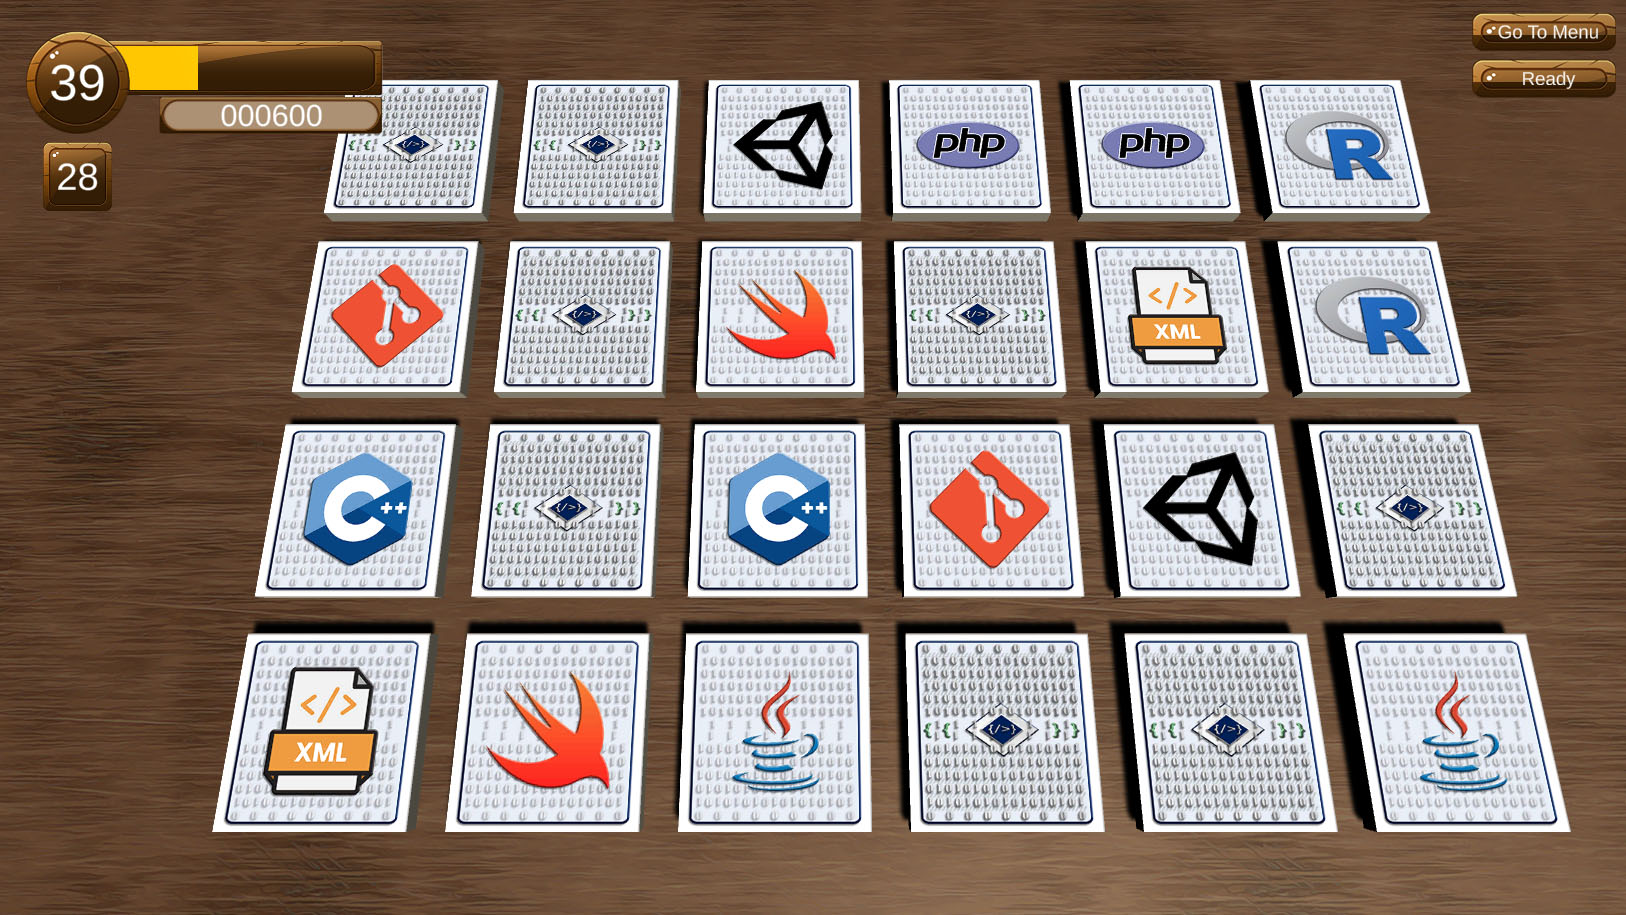 39
000600
28
Go To Menu
Ready
{{ {/>} }}
{{ {/>} }}
php
php
R
{{ {/>} }}
{{ {/>} }}
</>
XML
R
C++
{{ {/>} }}
C++
{{ {/>} }}
</>
XML
{{ {/>} }}
{{ {/>} }}